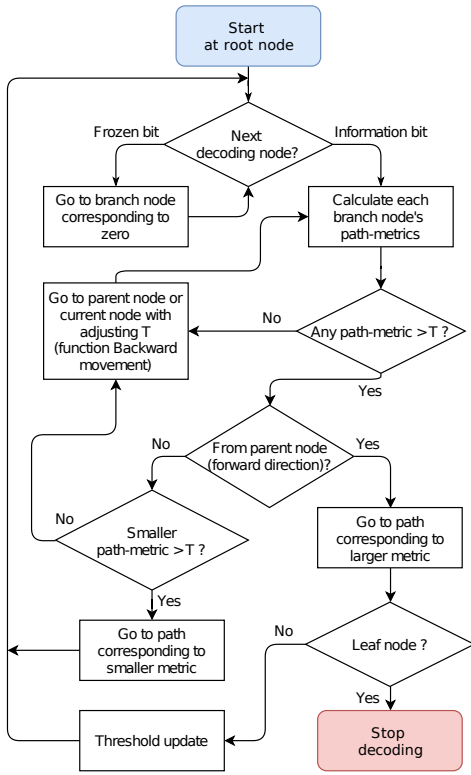 Start
at root node
Frozen bit
Next
decoding node?
Information bit
Go to branch node
corresponding to
zero
Calculate each
branch node's
path-metrics
Go to parent node or
current node with
adjusting T
(function Backward
movement)
No
Any path-metric >T ?
Yes
No
From parent node
(forward direction)?
Yes
No
Smaller
path-metric >T ?
Go to path
corresponding to
larger metric
Yes
Go to path
corresponding to
smaller metric
No
Leaf node ?
Yes
Threshold update
Stop
decoding